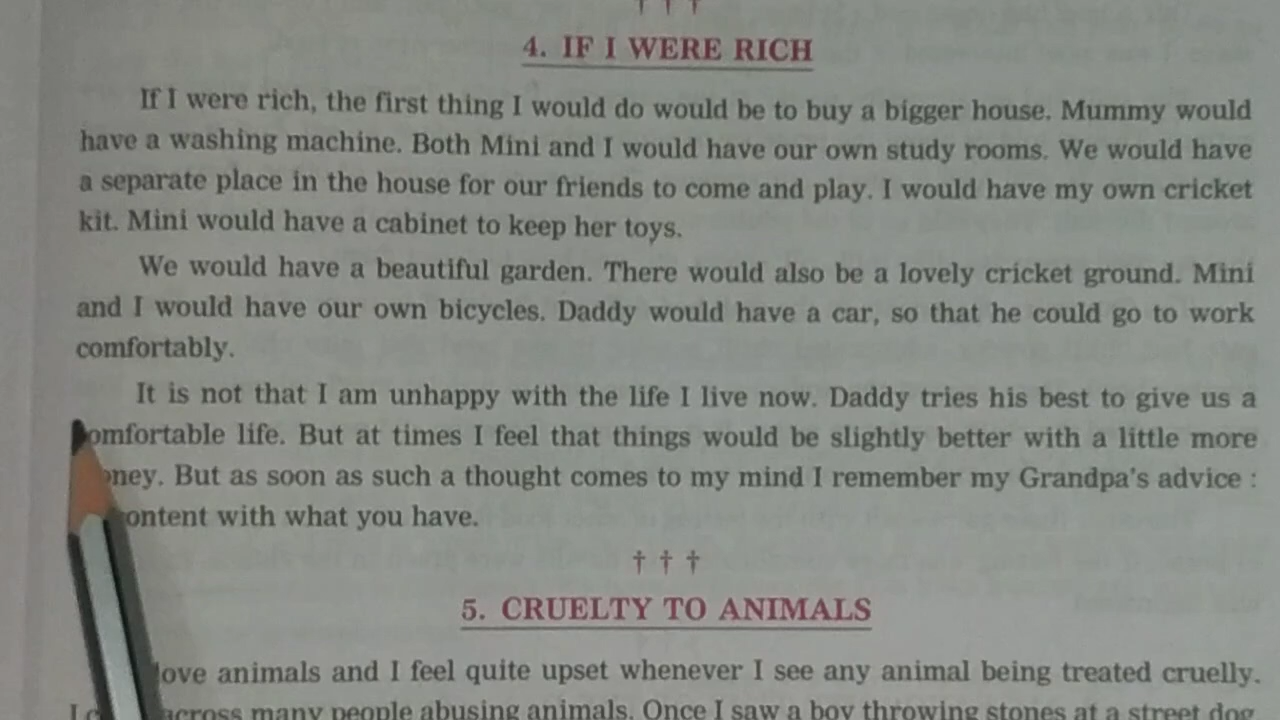 † † †
4. IF I WERE RICH
If I were rich, the first thing I would do would be to buy a bigger house. Mummy would
have a washing machine. Both Mini and I would have our own study rooms. We would have
a separate place in the house for our friends to come and play. I would have my own cricket
kit. Mini would have a cabinet to keep her toys.
We would have a beautiful garden. There would also be a lovely cricket ground. Mini
and I would have our own bicycles. Daddy would have a car, so that he could go to work
comfortably.
It is not that I am unhappy with the life I live now. Daddy tries his best to give us a
omfortable life. But at times I feel that things would be slightly better with a little more
oney. But as soon as such a thought comes to my mind I remember my Grandpa's advice :
ontent with what you have.
† † †
5. CRUELTY TO ANIMALS
love animals and I feel quite upset whenever I see any animal being treated cruelly.
I across many people abusing animals. Once I saw a boy throwing stones at a street dog